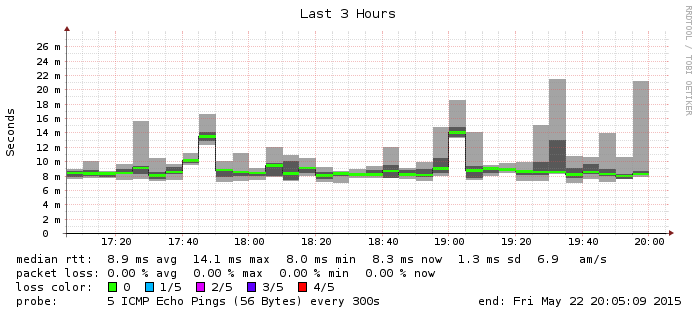 Last 3 Hours
RRDTOOL / TOBI OETIKER
Seconds
26 m
24 m
22 m
20 m
18 m
16 m
14 m
12 m
10 m
8 m
6 m
4 m
2 m
0
17:20 17:40 18:00 18:20 18:40 19:00 19:20 19:40 20:00
median rtt: 8.9 ms avg 14.1 ms max 8.0 ms min 8.3 ms now 1.3 ms sd 6.9 am/s
packet loss: 0.00 % avg 0.00 % max 0.00 % min 0.00 % now
loss color: 0 1/5 2/5 3/5 4/5
probe: 5 ICMP Echo Pings (56 Bytes) every 300s end: Fri May 22 20:05:09 2015